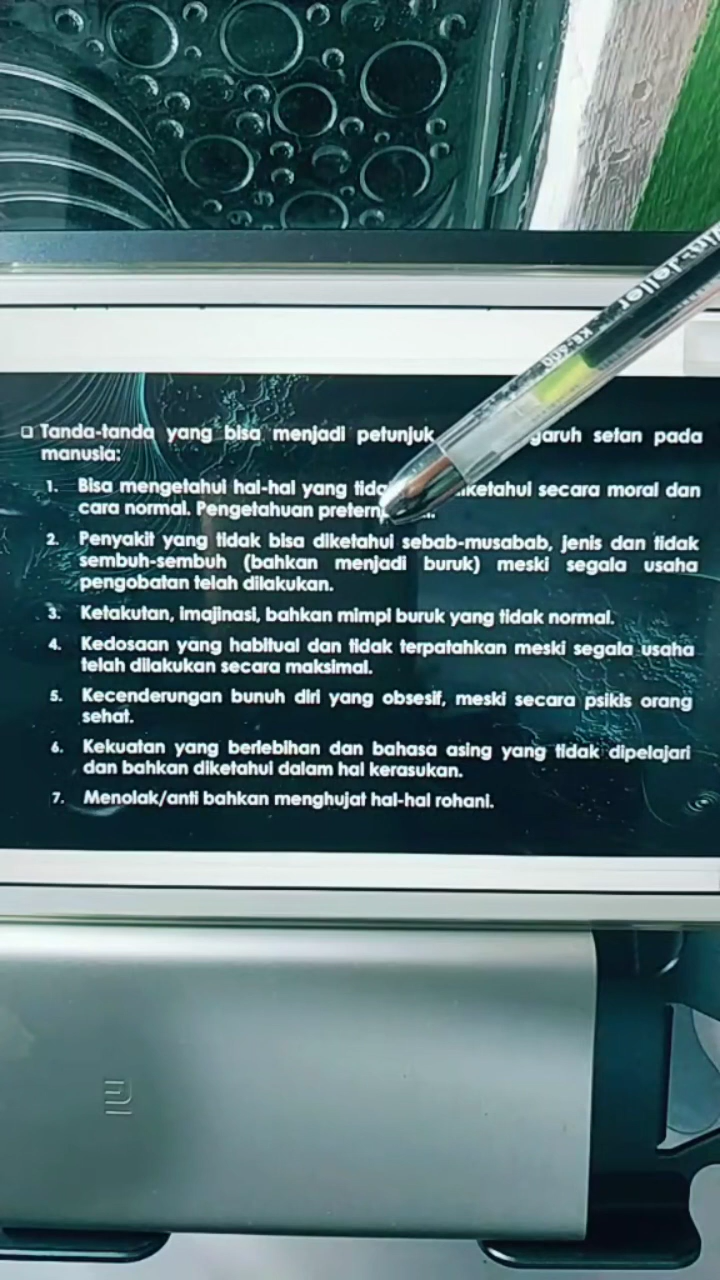 Tanda-tanda yang bisa menjadi petunjuk garuh setan pada
manusia:
1. Bisa mengetahui hal-hal yang ketahui secara moral dan
cara normal. Pengetahuan
2. Penyakit yang tidak bisa diketahui sebab-musabab, jenis dan tidak
sembuh-sembuh (bahkan menjadi buruk) meski segala usaha
pengobatan telah dilakukan.
3. Ketakutan, imajinasi, bahkan mimpi buruk yang tidak normal.
4. Kedosaan yang habitual dan tidak terpatahkan meski segala usaha
telah dilakukan secara maksimal.
5. Kecenderungan bunuh diri yang obsesif, meski secara psikis orang
sehat.
6. Kekuatan yang berlebihan dan bahasa asing yang tidak dipelajari
dan bahkan diketahui dalam hal kerasukan.
7. Menolak/anti bahkan menghujat hal-hal rohani.